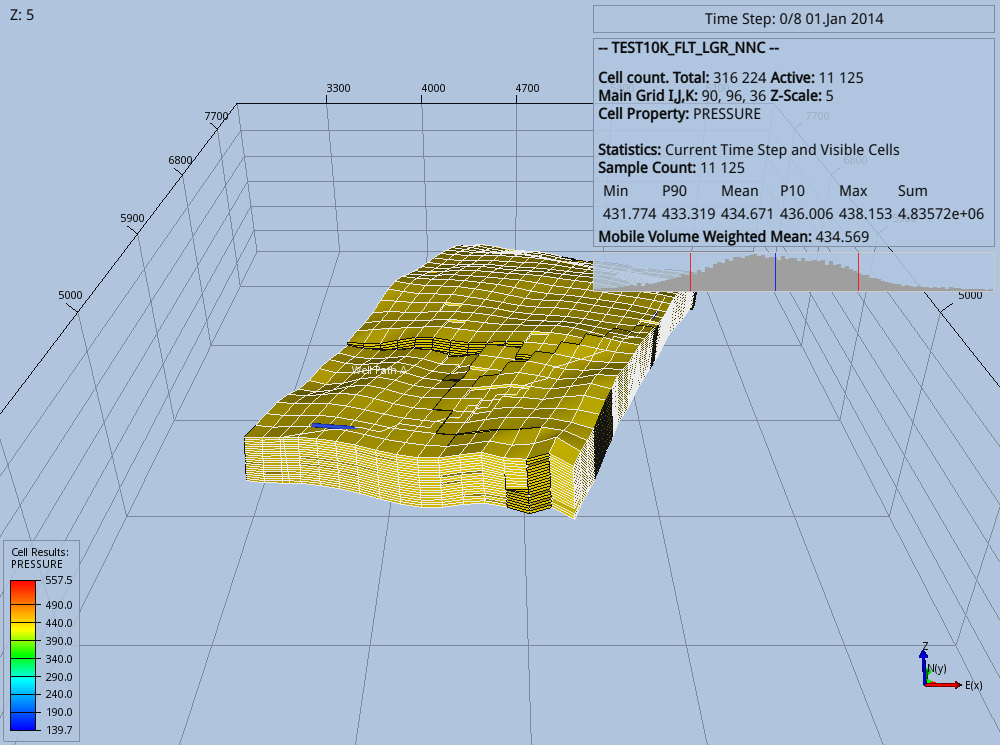 Z: 5
Time Step: 0/8 01.Jan 2014
-- TEST10K_FLT_LGR_NNC --
Cell count. Total: 316 224 Active: 11 125
Main Grid I,J,K: 90, 96, 36 Z-Scale: 5
Cell Property: PRESSURE
Statistics: Current Time Step and Visible Cells
Sample Count: 11 125
Min P90 Mean P10 Max Sum
431.774 433.319 434.671 436.006 438.153 4.83572e+06
Mobile Volume Weighted Mean: 434.569
3300 4000 4700
7700 7700
6800 6800
5900
5000 5000
Well Path A
Cell Results:
PRESSURE
557.5
490.0
440.0
390.0
340.0
290.0
240.0
190.0
139.7
Z
N(y)
E(x)